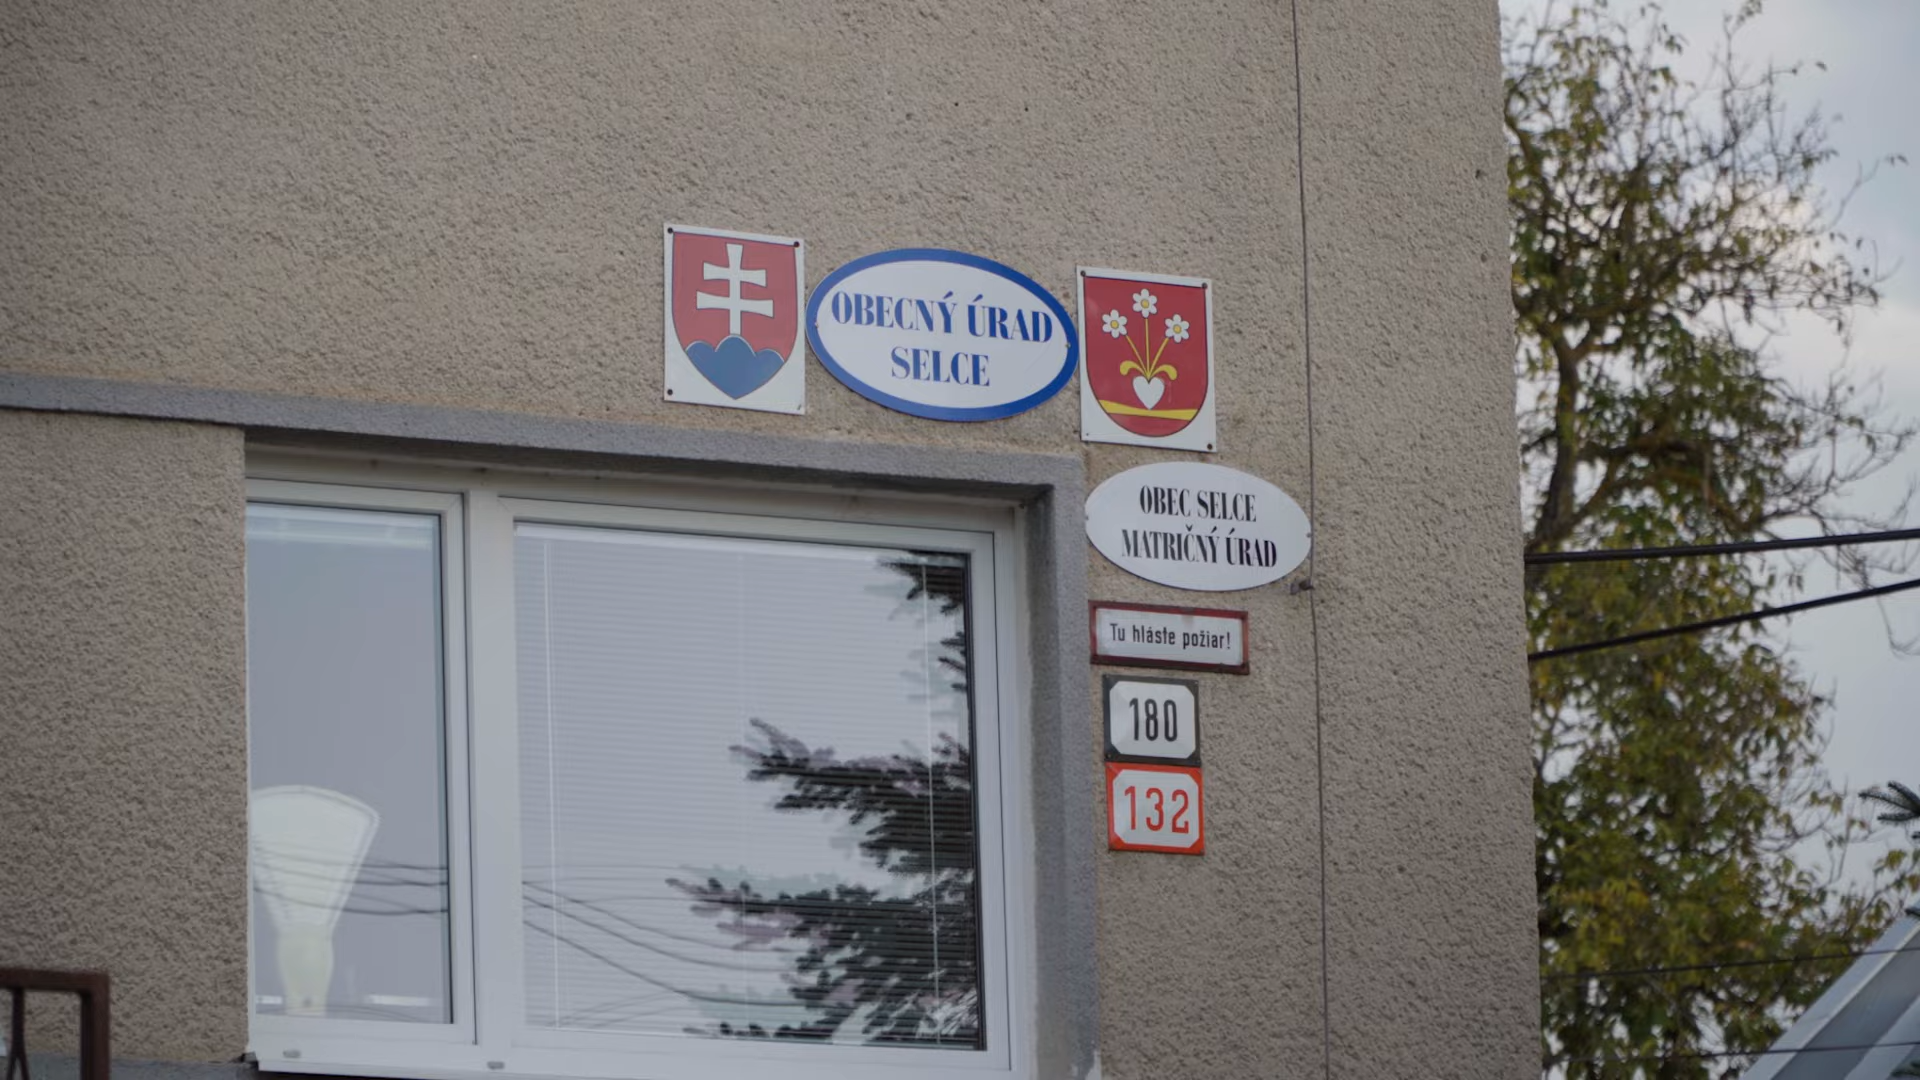 OBECNÝ ÚRAD
SELCE
OBEC SELCE
MATRIČNÝ ÚRAD
Tu hláste požiar!
180
132